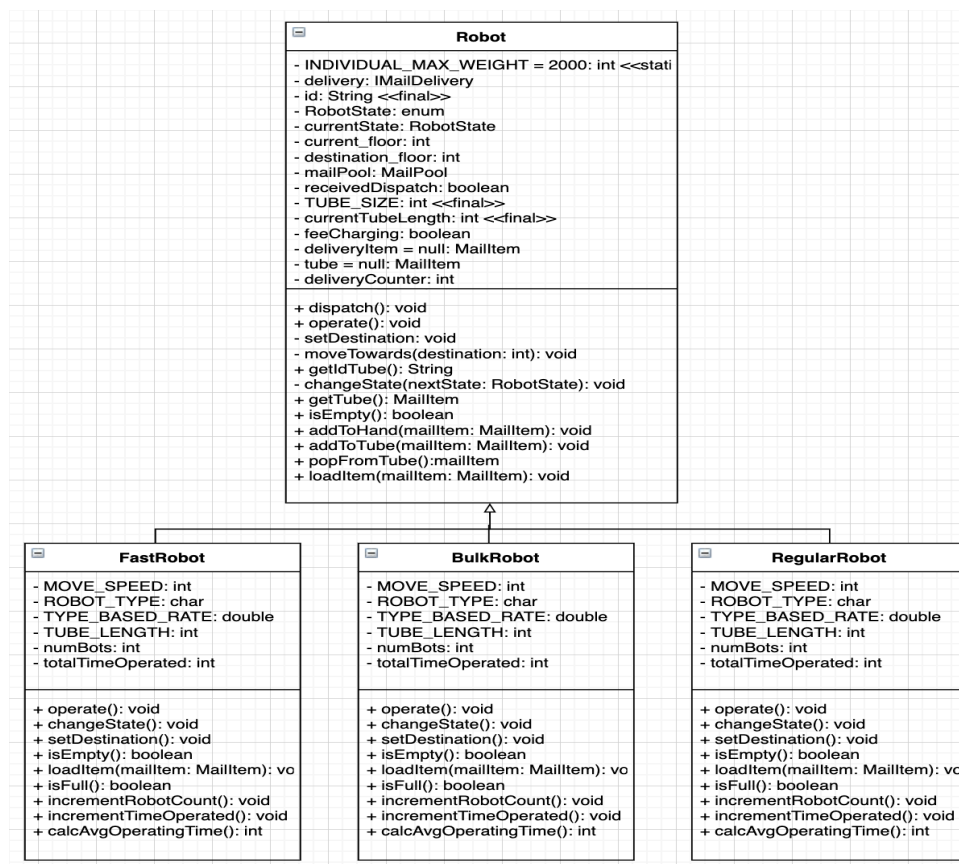 Robot
- INDIVIDUAL_MAX_WEIGHT = 2000: int <<stati
- delivery: IMailDelivery
- id: String <<final>>
- RobotState: enum
- currentState: RobotState
- current_floor: int
- destination_floor: int
- mailPool: MailPool
- receivedDispatch: boolean
- TUBE_SIZE: int <<final>>
- currentTubeLength: int <<final>>
- feeCharging: boolean
- deliveryItem = null: MailItem
- tube = null: MailItem
- deliveryCounter: int
+ dispatch(): void
+ operate(): void
- setDestination: void
- moveTowards(destination: int): void
+ getIdTube(): String
- changeState(nextState: RobotState): void
+ getTube(): MailItem
+ isEmpty(): boolean
+ addToHand(mailItem: MailItem): void
+ addToTube(mailItem: MailItem): void
+ popFromTube():mailItem
+ loadItem(mailItem: MailItem): void
FastRobot
- MOVE_SPEED: int
- ROBOT_TYPE: char
- TYPE_BASED_RATE: double
- TUBE_LENGTH: int
- numBots: int
- totalTimeOperated: int
+ operate(): void
+ changeState(): void
+ setDestination(): void
+ isEmpty(): boolean
+ loadItem(mailItem: MailItem): vo
+ isFull(): boolean
+ incrementRobotCount(): void
+ incrementTimeOperated(): void
+ calcAvgOperatingTime(): int
BulkRobot
- MOVE_SPEED: int
- ROBOT_TYPE: char
- TYPE_BASED_RATE: double
- TUBE_LENGTH: int
- numBots: int
- totalTimeOperated: int
+ operate(): void
+ changeState(): void
+ setDestination(): void
+ isEmpty(): boolean
+ loadItem(mailItem: MailItem): vo
+ isFull(): boolean
+ incrementRobotCount(): void
+ incrementTimeOperated(): void
+ calcAvgOperatingTime(): int
RegularRobot
- MOVE_SPEED: int
- ROBOT_TYPE: char
- TYPE_BASED_RATE: double
- TUBE_LENGTH: int
- numBots: int
- totalTimeOperated: int
+ operate(): void
+ changeState(): void
+ setDestination(): void
+ isEmpty(): boolean
+ loadItem(mailItem: MailItem): vo
+ isFull(): boolean
+ incrementRobotCount(): void
+ incrementTimeOperated(): void
+ calcAvgOperatingTime(): int